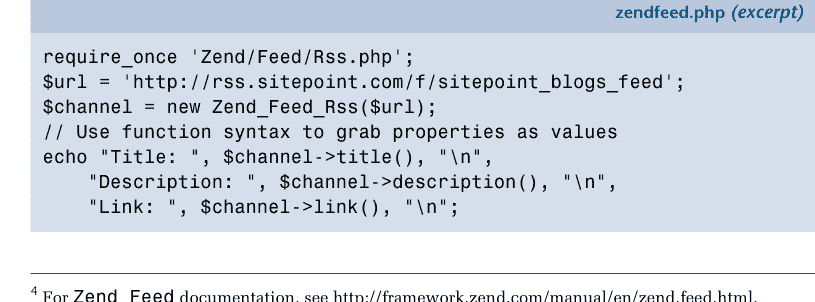 zendfeed.php (excerpt)
require_once 'Zend/Feed/Rss.php';
$url = 'http://rss.sitepoint.com/f/sitepoint_blogs_feed';
$channel = new Zend_Feed_Rss($url);
// Use function syntax to grab properties as values
echo "Title: ", $channel->title(), "\n",
    "Description: ", $channel->description(), "\n",
    "Link: ", $channel->link(), "\n";
4 For Zend_Feed documentation, see http://framework.zend.com/manual/en/zend.feed.html.